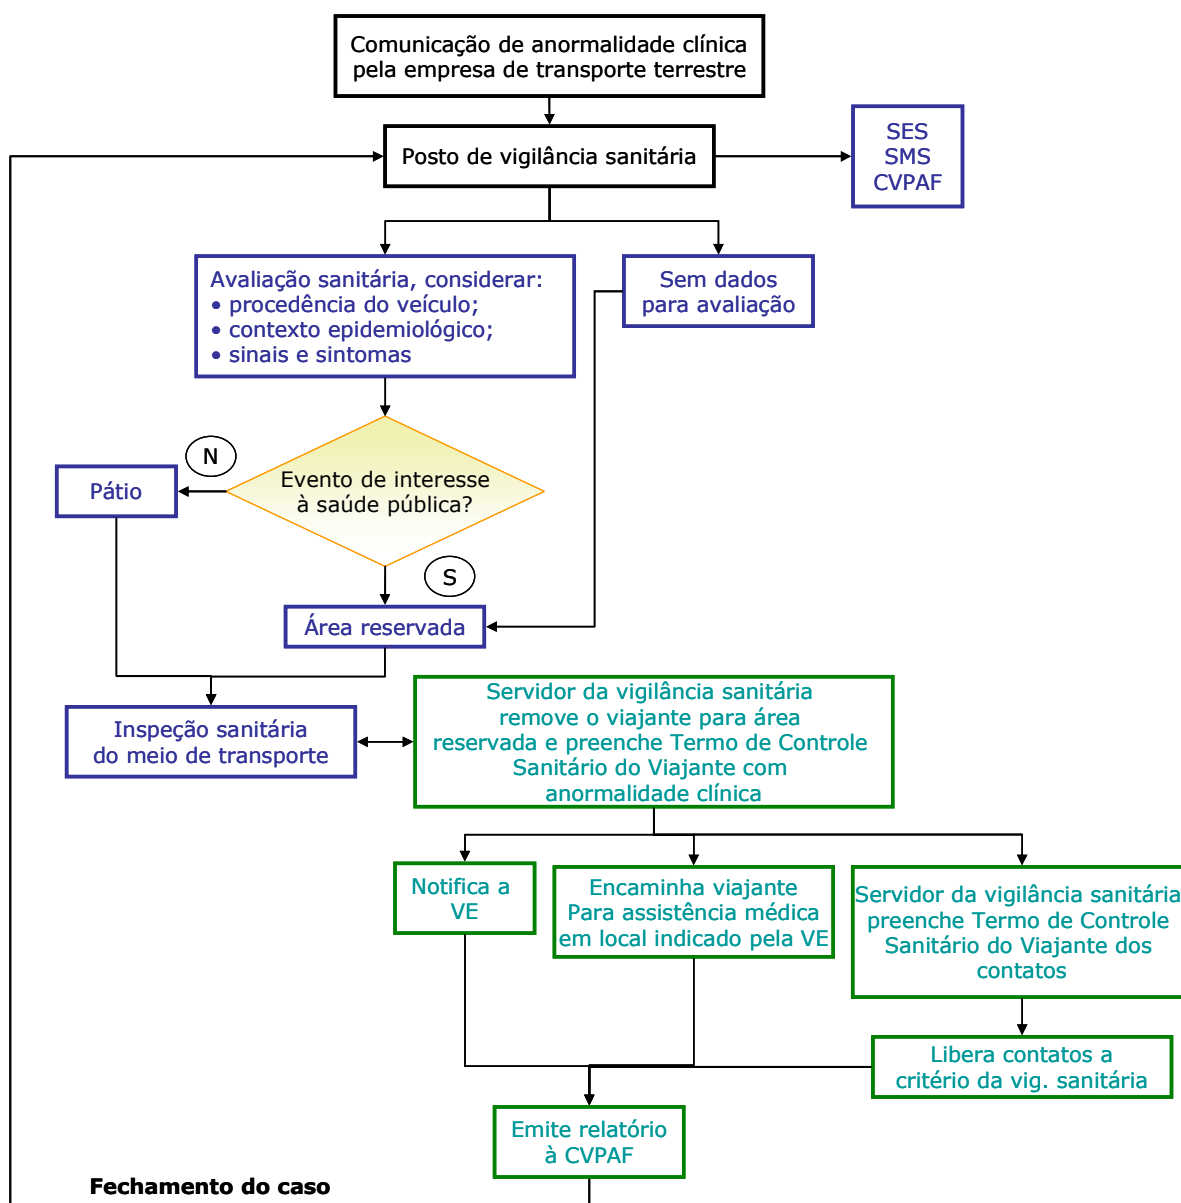 Comunicação de anormalidade clínica
pela empresa de transporte terrestre
Posto de vigilância sanitária
SES
SMS
CVPAF
Avaliação sanitária, considerar:
• procedência do veículo;
• contexto epidemiológico;
• sinais e sintomas
Sem dados
para avaliação
N
Evento de interesse
à saúde pública?
Pátio
S
Área reservada
Inspeção sanitária
do meio de transporte
Servidor da vigilância sanitária
remove o viajante para área
reservada e preenche Termo de Controle
Sanitário do Viajante com
anormalidade clínica
Notifica a
VE
Encaminha viajante
Para assistência médica
em local indicado pela VE
Servidor da vigilância sanitária
preenche Termo de Controle
Sanitário do Viajante dos
contatos
Libera contatos a
critério da vig. sanitária
Emite relatório
à CVPAF
Fechamento do caso